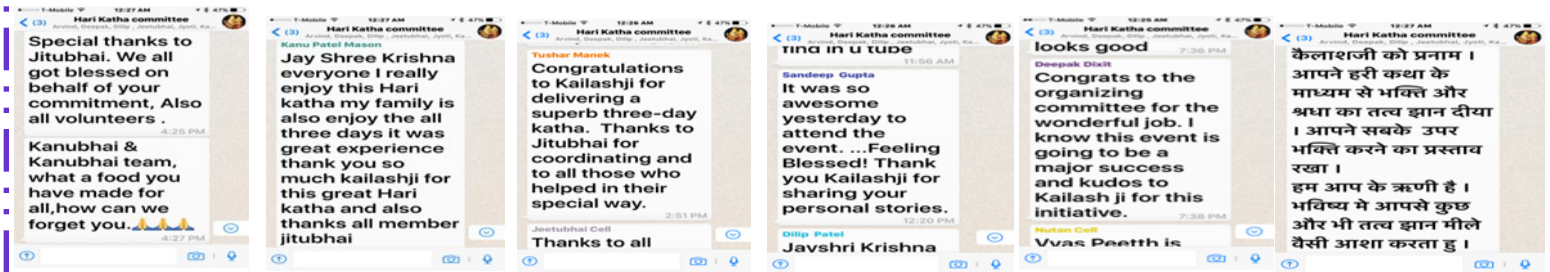 T-Mobile 12:27 AM 47%
(3) Hari Katha committee
Arvind, Deepak, Dilip , Jeetubhai, Jyoti, Ka...
Special thanks to
Jitubhai. We all
got blessed on
behalf of your
commitment, Also
all volunteers .
4:25 PM
Kanubhai &
Kanubhai team,
what a food you
have made for
all,how can we
forget you.🙏🙏🙏
4:27 PM
T-Mobile 12:27 AM 47%
(3) Hari Katha committee
Arvind, Deepak, Dilip , Jeetubhai, Jyoti, Ka...
Kanu Patel Mason
Jay Shree Krishna
everyone I really
enjoy this Hari
katha my family is
also enjoy the all
three days it was
great experience
thank you so
much kailashji for
this great Hari
katha and also
thanks all member
jitubhai
T-Mobile 12:26 AM 47%
(3) Hari Katha committee
Arvind, Deepak, Dilip , Jeetubhai, Jyoti, Ka...
Tushar Manek
Congratulations
to Kailashji for
delivering a
superb three-day
katha. Thanks to
Jitubhai for
coordinating and
to all those who
helped in their
special way.
2:51 PM
Jeetubhai Cell
Thanks to all
T-Mobile 12:26 AM 47%
(3) Hari Katha committee
Arvind, Deepak, Dilip , Jeetubhai, Jyoti, Ka...
find in u tube
11:56 AM
Sandeep Gupta
It was so
awesome
yesterday to
attend the
event. ...Feeling
Blessed! Thank
you Kailashji for
sharing your
personal stories.
12:20 PM
Dilip Patel
Jayshri Krishna
T-Mobile 12:25 AM 47%
(3) Hari Katha committee
Arvind, Deepak, Dilip , Jeetubhai, Jyoti, Ka...
looks good
7:36 PM
Deepak Dixit
Congrats to the
organizing
committee for the
wonderful job. I
know this event is
going to be a
major success
and kudos to
Kailash ji for this
initiative.
7:38 PM
Nutan Cell
Vyas Peetth is
T-Mobile 12:27 AM 47%
(3) Hari Katha committee
Arvind, Deepak, Dilip , Jeetubhai, Jyoti, Ka...
कैलाशजी को प्रनाम ।
आपने हरी कथा के
माध्यम से भक्ति और
श्रधा का तत्व झान दीया
। आपने सबके उपर
भक्ति करने का प्रस्ताव
रखा ।
हम आप के ऋणी है ।
भविष्य मे आपसे कुछ
और भी तत्व झान मीले
वैसी आशा करता हु ।